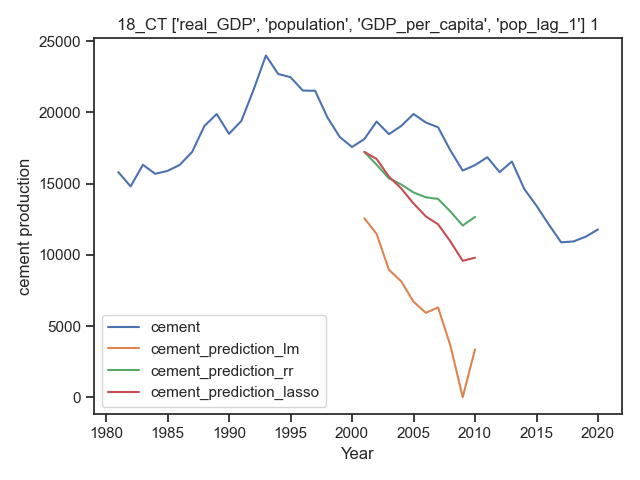 18_CT ['real_GDP', 'population', 'GDP_per_capita', 'pop_lag_1'] 1
25000
20000
15000
10000
5000
0
cement production
cement
cement_prediction_lm
cement_prediction_rr
cement_prediction_lasso
1980 1985 1990 1995 2000 2005 2010 2015 2020
Year